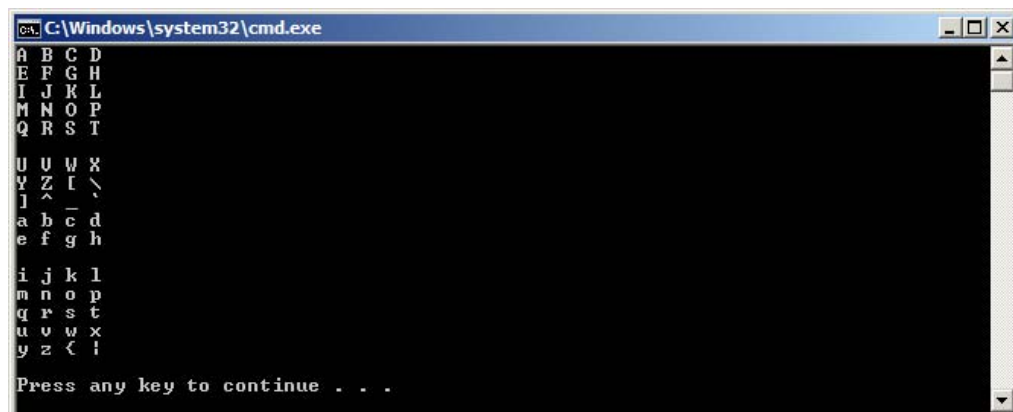 C:\Windows\system32\cmd.exe
A B C D
E F G H
I J K L
M N O P
Q R S T
U V W X
Y Z [ \
] ^ _ `
a b c d
e f g h
i j k l
m n o p
q r s t
u v w x
y z { ¦
Press any key to continue . . .